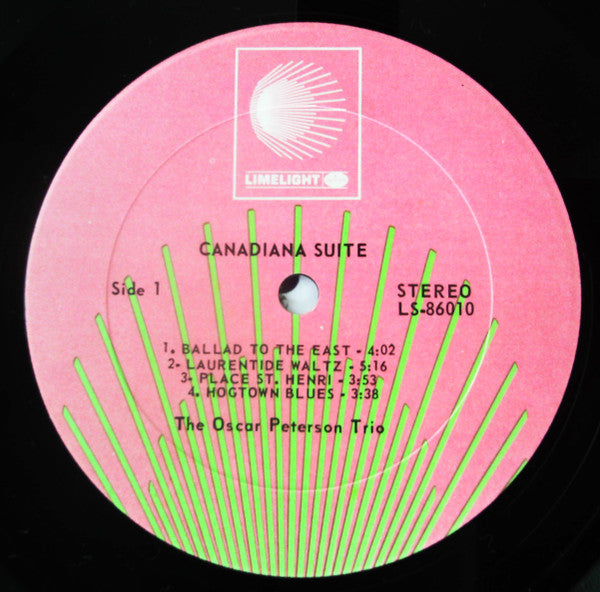 LIMELIGHT
CANADIANA SUITE
Side 1
STEREO
LS-86010
1. BALLAD TO THE EAST - 4:02
2- LAURENTIDE WALTZ - 5:16
3- PLACE ST. HENRI - 3:53
4. HOGTOWN BLUES - 3:38
The Oscar Peterson Trio